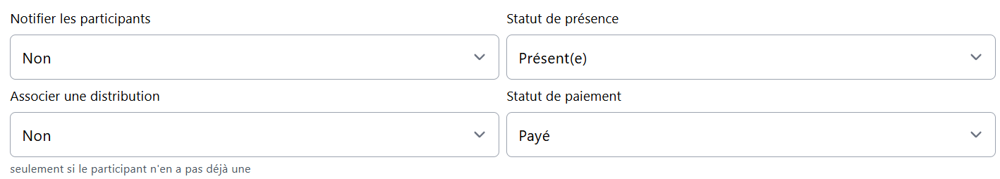 Notifier les participants
Statut de présence
Non
Présent(e)
Associer une distribution
Statut de paiement
Non
Payé
seulement si le participant n'en a pas déjà une